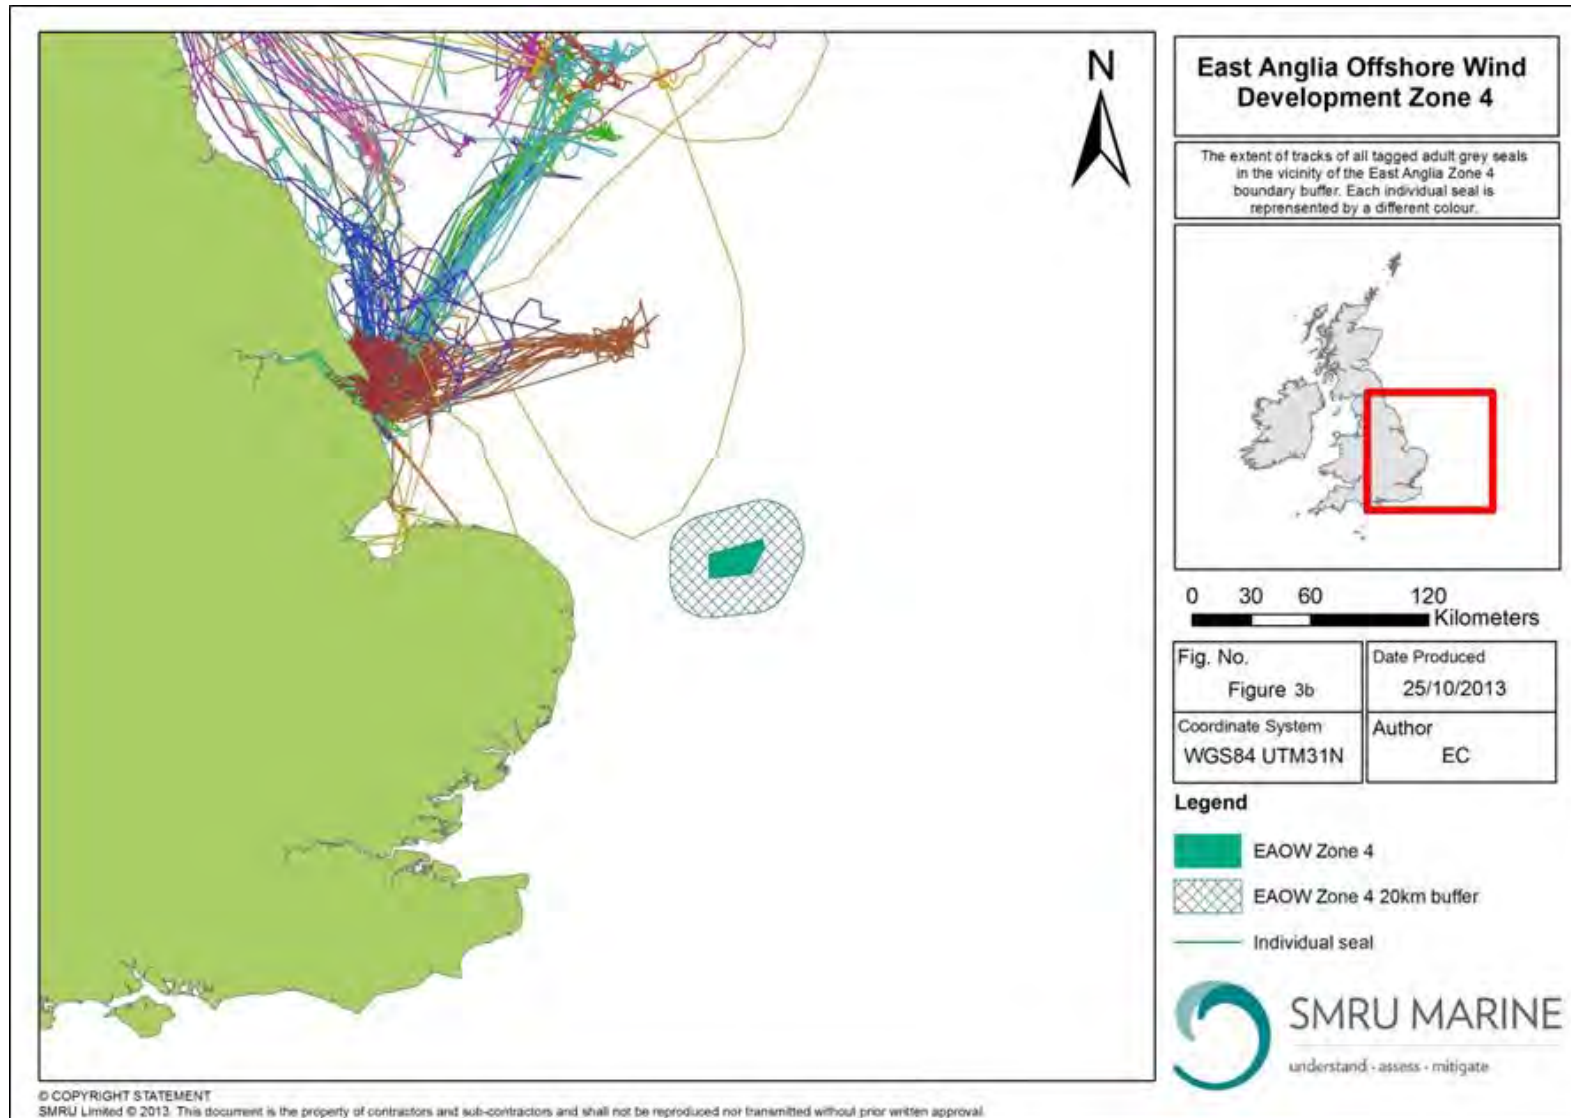 N
East Anglia Offshore Wind
Development Zone 4
The extent of tracks of all tagged adult grey seals
in the vicinity of the East Anglia Zone 4
boundary buffer. Each individual seal is
reprensented by a different colour.
0 30 60 120
Kilometers
Fig. No.
Figure 3b
Date Produced
25/10/2013
Coordinate System
WGS84 UTM31N
Author
EC
Legend
EAOW Zone 4
EAOW Zone 4 20km buffer
Individual seal
SMRU MARINE
understand - assess - mitigate
© COPYRIGHT STATEMENT
SMRU Limited © 2013. This document is the property of contractors and sub-contractors and shall not be reproduced nor transmitted without prior written approval.